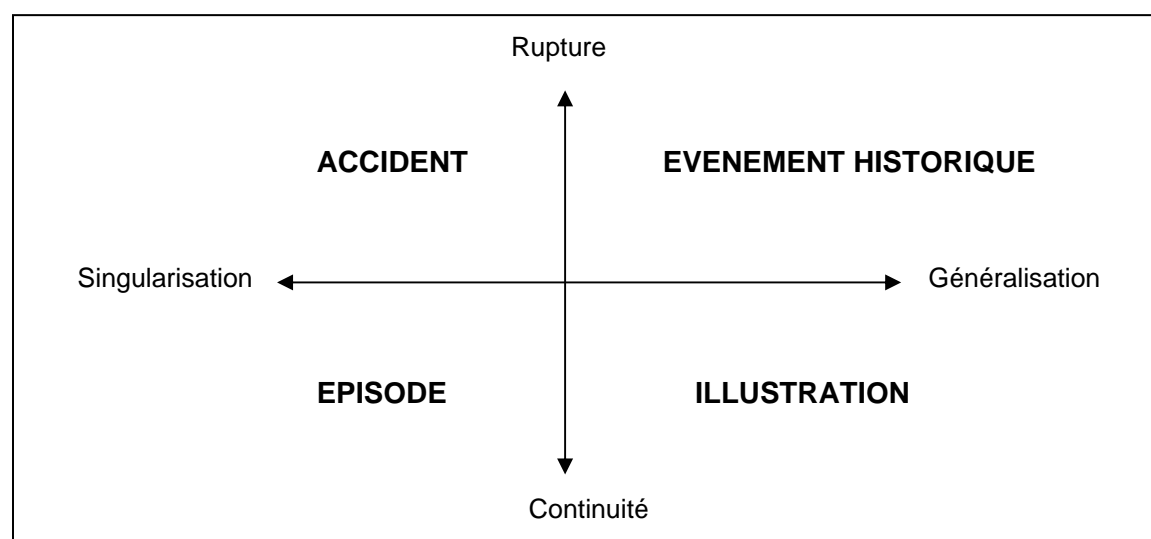 Rupture
ACCIDENT EVENEMENT HISTORIQUE
Singularisation Généralisation
EPISODE ILLUSTRATION
Continuité